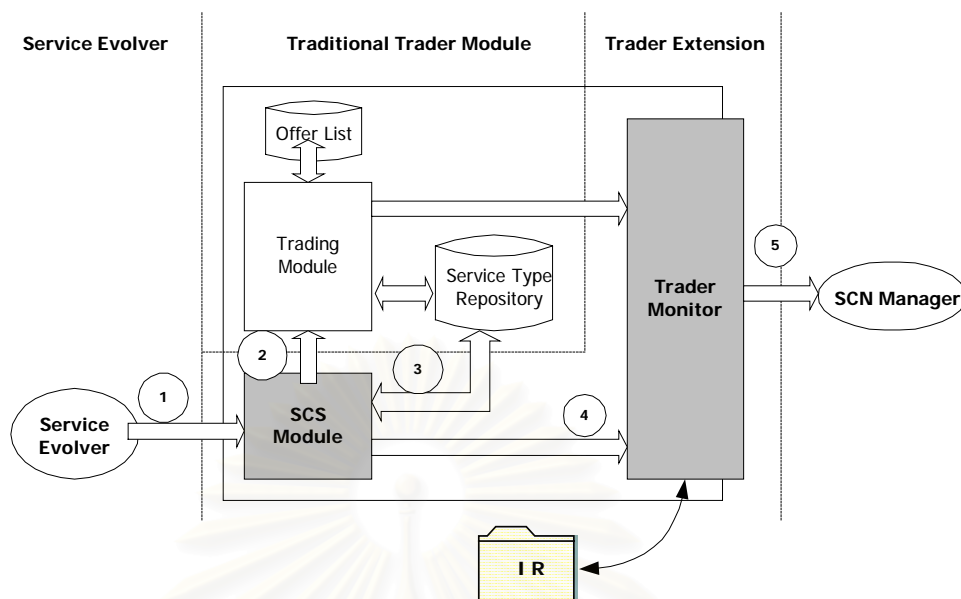 Service Evolver
Traditional Trader Module
Trader Extension
Offer List
Trading
Module
Service Type
Repository
Trader
Monitor
5
SCN Manager
2
3
1
4
SCS
Module
Service
Evolver
I R